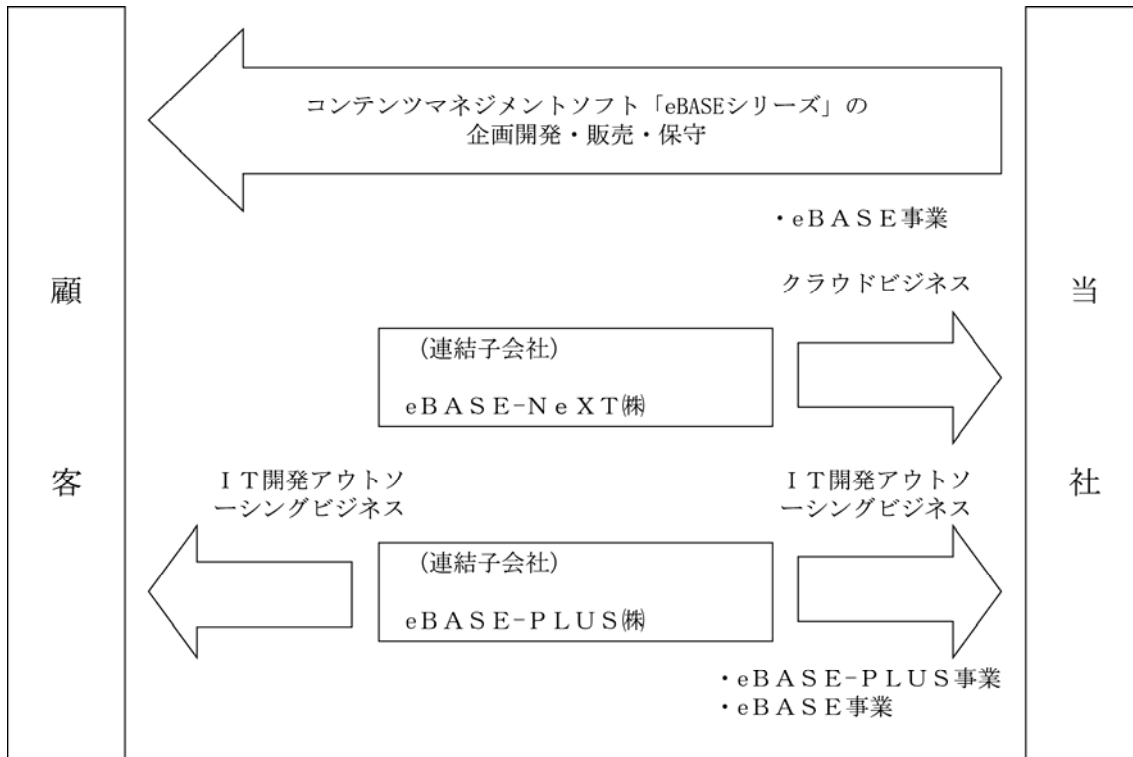 コンテンツマネジメントソフト「eBASEシリーズ」の
企画開発・販売・保守
・eＢＡＳＥ事業
顧
客
当
社
クラウドビジネス
（連結子会社）
eＢＡＳＥ−ＮｅＸＴ㈱
ＩＴ開発アウトソ
ーシングビジネス
ＩＴ開発アウトソ
ーシングビジネス
（連結子会社）
eＢＡＳＥ−ＰＬＵＳ㈱
・eＢＡＳＥ−ＰＬＵＳ事業
・eＢＡＳＥ事業